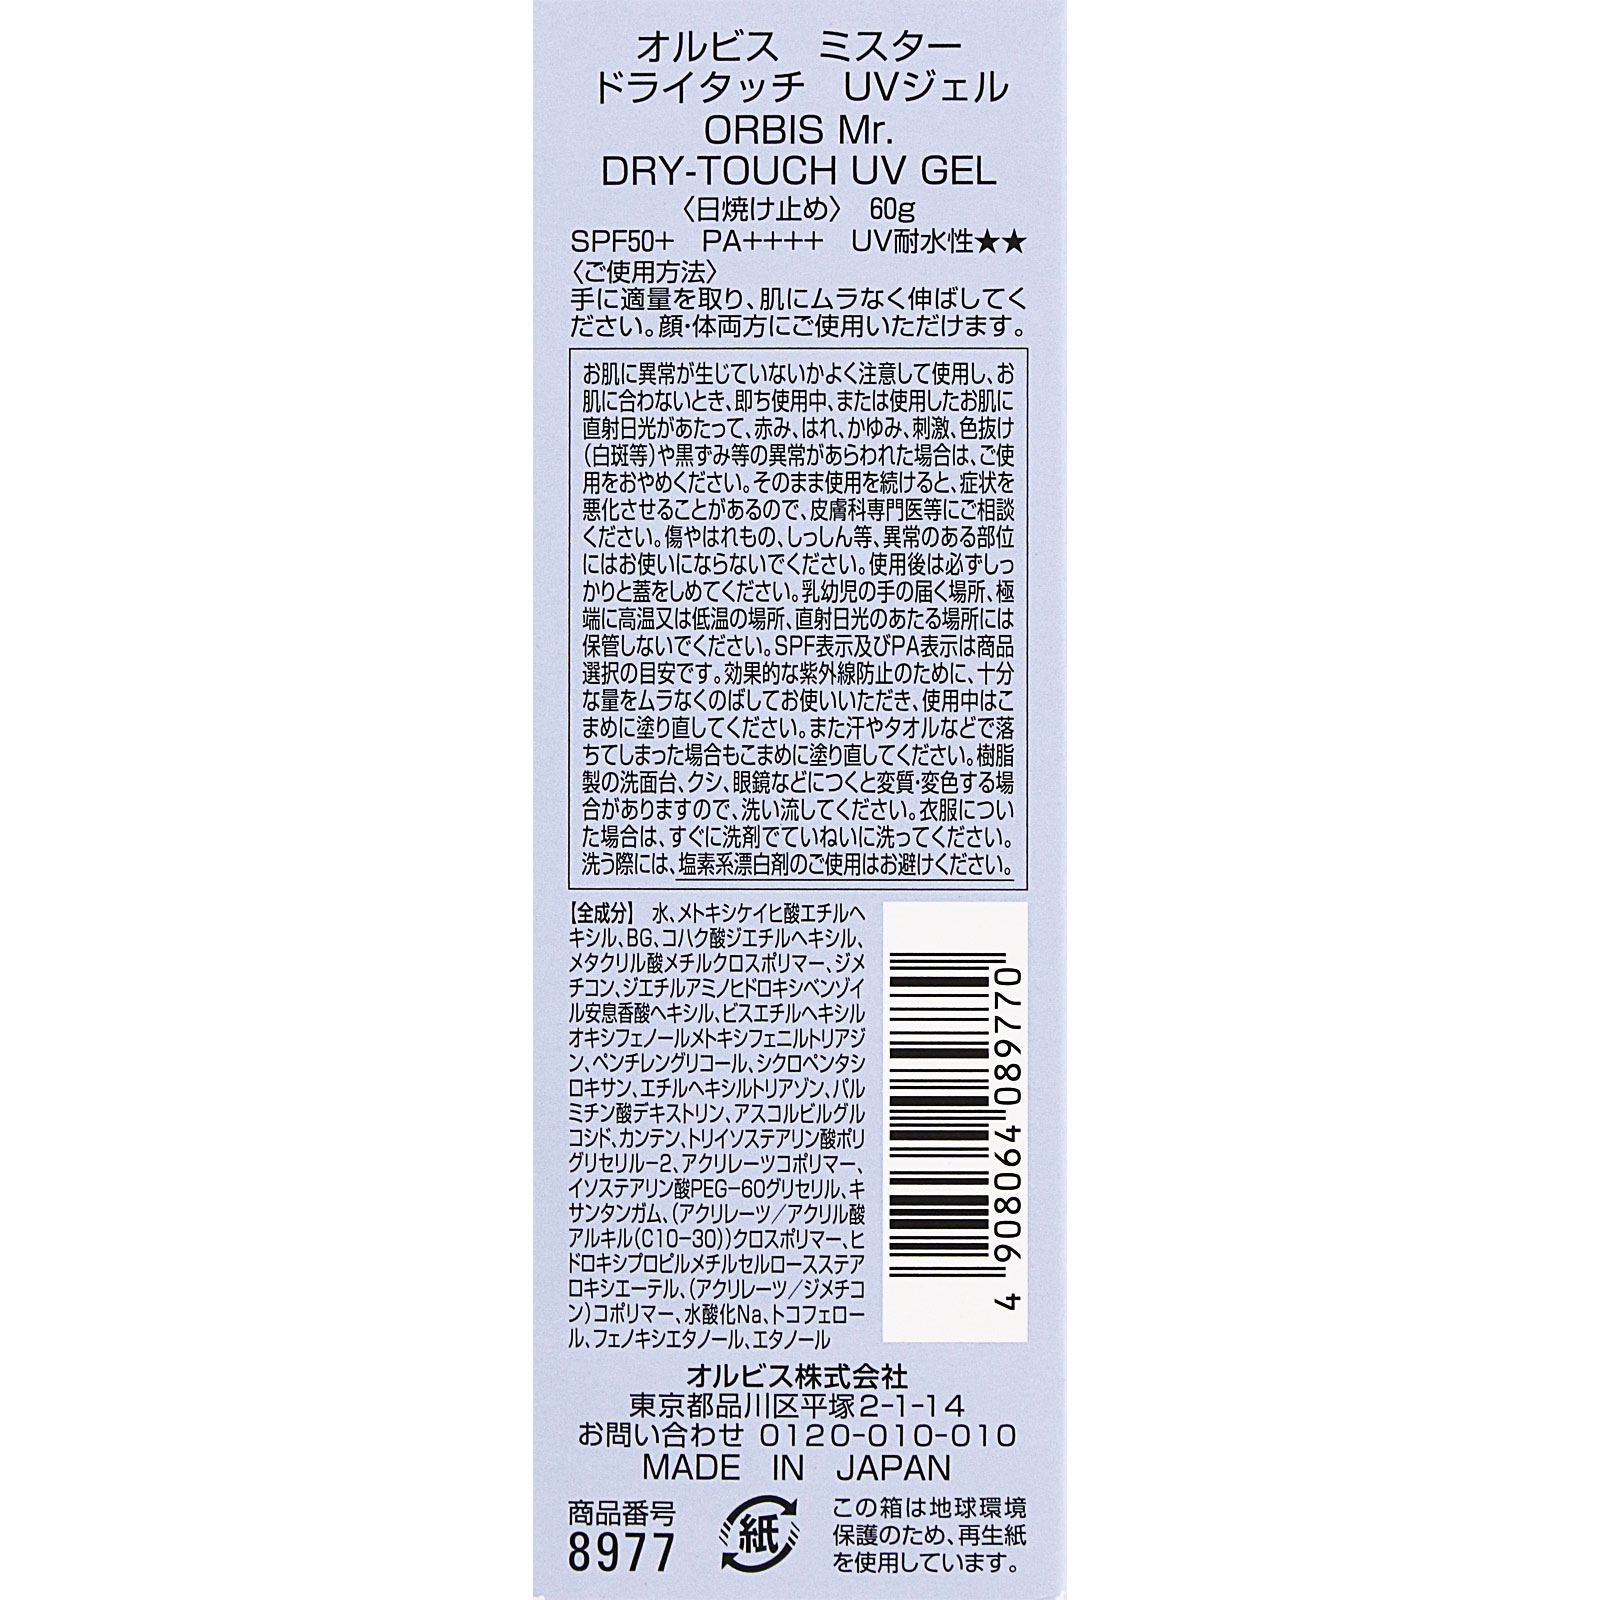 オルビス　ミスター
ドライタッチ　UVジェル
ORBIS Mr.
DRY-TOUCH UV GEL
〈日焼け止め〉　60g
SPF50+　PA++++　UV耐水性★★
〈ご使用方法〉
手に適量を取り、肌にムラなく伸ばしてく
ださい。顔・体両方にご使用いただけます。
お肌に異常が生じていないかよく注意して使用し、お
肌に合わないとき、即ち使用中、または使用したお肌に
直射日光があたって、赤み、はれ、かゆみ、刺激、色抜け
(白斑等)や黒ずみ等の異常があらわれた場合は、ご使
用をおやめください。そのまま使用を続けると、症状を
悪化させることがあるので、皮膚科専門医等にご相談
ください。傷やはれもの、しっしん等、異常のある部位
にはお使いにならないでください。使用後は必ずしっ
かりと蓋をしめてください。乳幼児の手の届く場所、極
端に高温又は低温の場所、直射日光のあたる場所には
保管しないでください。SPF表示及びPA表示は商品
選択の目安です。効果的な紫外線防止のために、十分
な量をムラなくのばしてお使いいただき、使用中はこ
まめに塗り直してください。また汗やタオルなどで落
ちてしまった場合もこまめに塗り直してください。樹脂
製の洗面台、クシ、眼鏡などにつくと変質・変色する場
合がありますので、洗い流してください。衣服につい
た場合は、すぐに洗剤でていねいに洗ってください。
洗う際には、塩素系漂白剤のご使用はお避けください。
【全成分】　水、メトキシケイヒ酸エチルヘ
キシル、BG、コハク酸ジエチルヘキシル、
メタクリル酸メチルクロスポリマー、ジメ
チコン、ジエチルアミノヒドロキシベンゾイ
ル安息香酸ヘキシル、ビスエチルヘキシル
オキシフェノールメトキシフェニルトリアジ
ン、ペンチレングリコール、シクロペンタシ
ロキサン、エチルヘキシルトリアゾン、パル
ミチン酸デキストリン、アスコルビルグル
コシド、カンテン、トリイソステアリン酸ポリ
グリセリル-2、アクリレーツコポリマー、
イソステアリン酸PEG-60グリセリル、キ
サンタンガム、(アクリレーツ／アクリル酸
アルキル(C10-30))クロスポリマー、ヒ
ドロキシプロピルメチルセルロースステア
ロキシエーテル、(アクリレーツ／ジメチコ
ン)コポリマー、水酸化Na、トコフェロー
ル、フェノキシエタノール、エタノール
077680 490806 4
オルビス株式会社
東京都品川区平塚2-1-14
お問い合わせ 0120-010-010
MADE IN JAPAN
商品番号
8977
紙
この箱は地球環境
保護のため、再生紙
を使用しています。